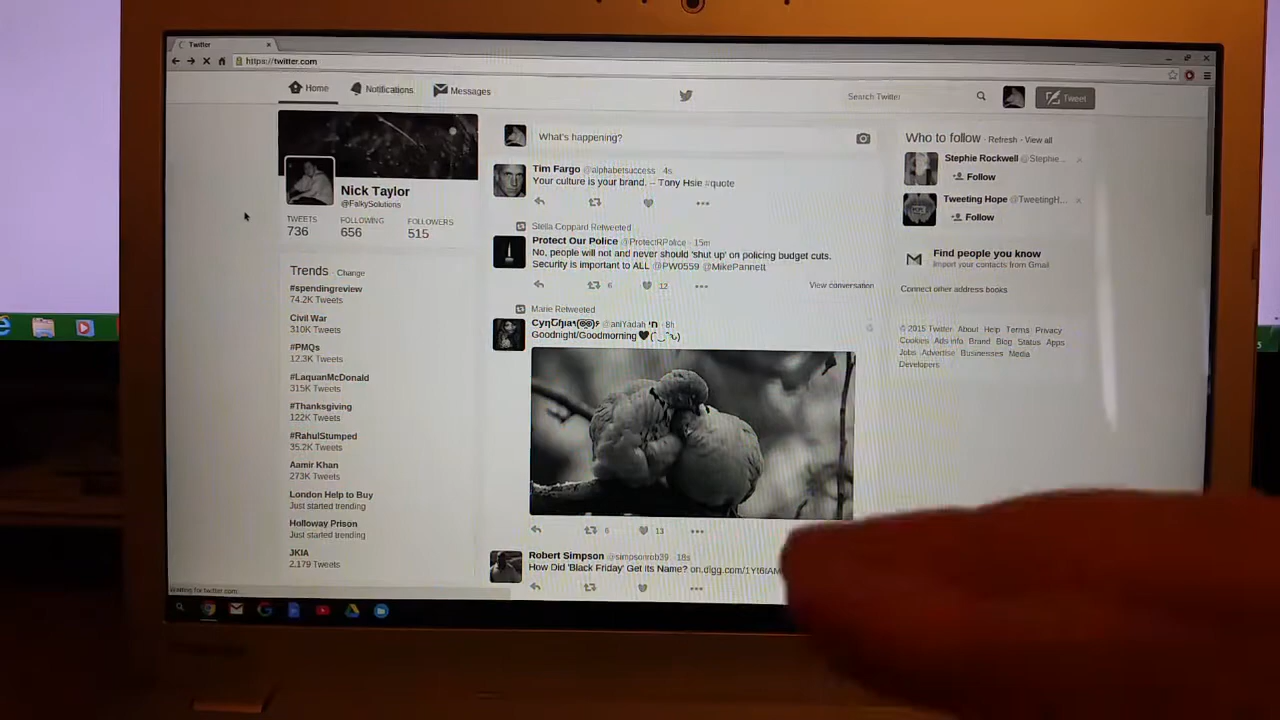 Twitter
https://twitter.com
Home
Notifications
Messages
Search Twitter
Tweet
Nick Taylor
@FalkySolutions
TWEETS
FOLLOWING
FOLLOWERS
736
656
515
Trends · Change
#spendingreview
74.2K Tweets
Civil War
310K Tweets
#PMQs
12.3K Tweets
#LaquanMcDonald
315K Tweets
#Thanksgiving
122K Tweets
#RahulStumped
35.2K Tweets
Aamir Khan
273K Tweets
London Help to Buy
Just started trending
Holloway Prison
Just started trending
JKIA
2,179 Tweets
What's happening?
Tim Fargo @alphabetsuccess · 4s
Your culture is your brand. – Tony Hsie #quote
Stella Coppard Retweeted
Protect Our Police @ProtectRPolice · 15m
No, people will not and never should 'shut up' on policing budget cuts.
Security is important to ALL @PW0559 @MikePannett
6
12
View conversation
Marie Retweeted
@aniYadah · 8h
Goodnight/Goodmorning
6
13
Robert Simpson @simpsonrob39 · 18s
How Did 'Black Friday' Get Its Name?
Who to follow · Refresh · View all
Stephie Rockwell @Stephie...
Follow
Tweeting Hope @TweetingH...
Follow
Find people you know
Import your contacts from Gmail
Connect other address books
© 2015 Twitter About Help Terms Privacy
Cookies Ads info Brand Blog Status Apps
Jobs Advertise Businesses Media
Developers
Waiting for twitter.com...